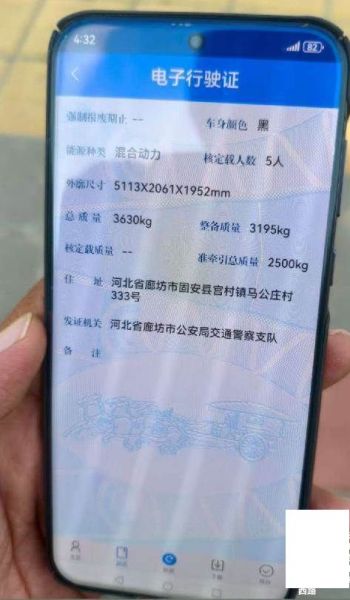 4:32
82
电子行驶证
强制报废期止 -- 车身颜色 黑
能源种类 混合动力 核定载人数 5人
外廓尺寸 5113X2061X1952mm
总质量 3630kg 整备质量 3195kg
核定载质量 -- 准牵引总质量 2500kg
住 址 河北省廊坊市固安县宫村镇马公庄村
333号
发证机关 河北省廊坊市公安局交通警察支队
备 注